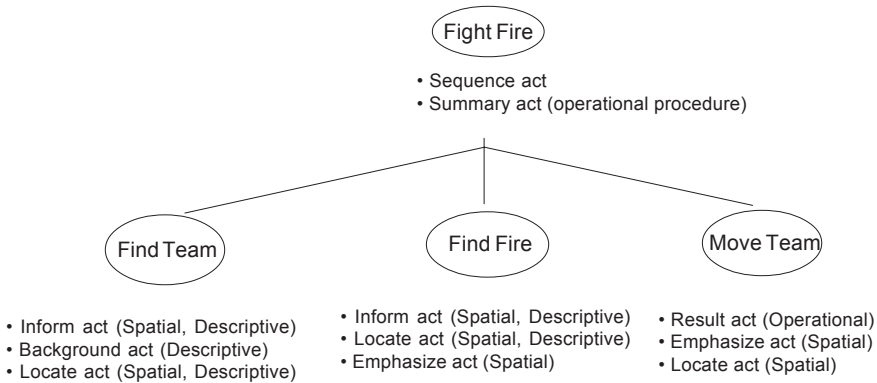 Fight Fire
• Sequence act
• Summary act (operational procedure)
Find Team
Find Fire
Move Team
• Inform act (Spatial, Descriptive)
• Background act (Descriptive)
• Locate act (Spatial, Descriptive)
• Inform act (Spatial, Descriptive)
• Locate act (Spatial, Descriptive)
• Emphasize act (Spatial)
• Result act (Operational)
• Emphasize act (Spatial)
• Locate act (Spatial)